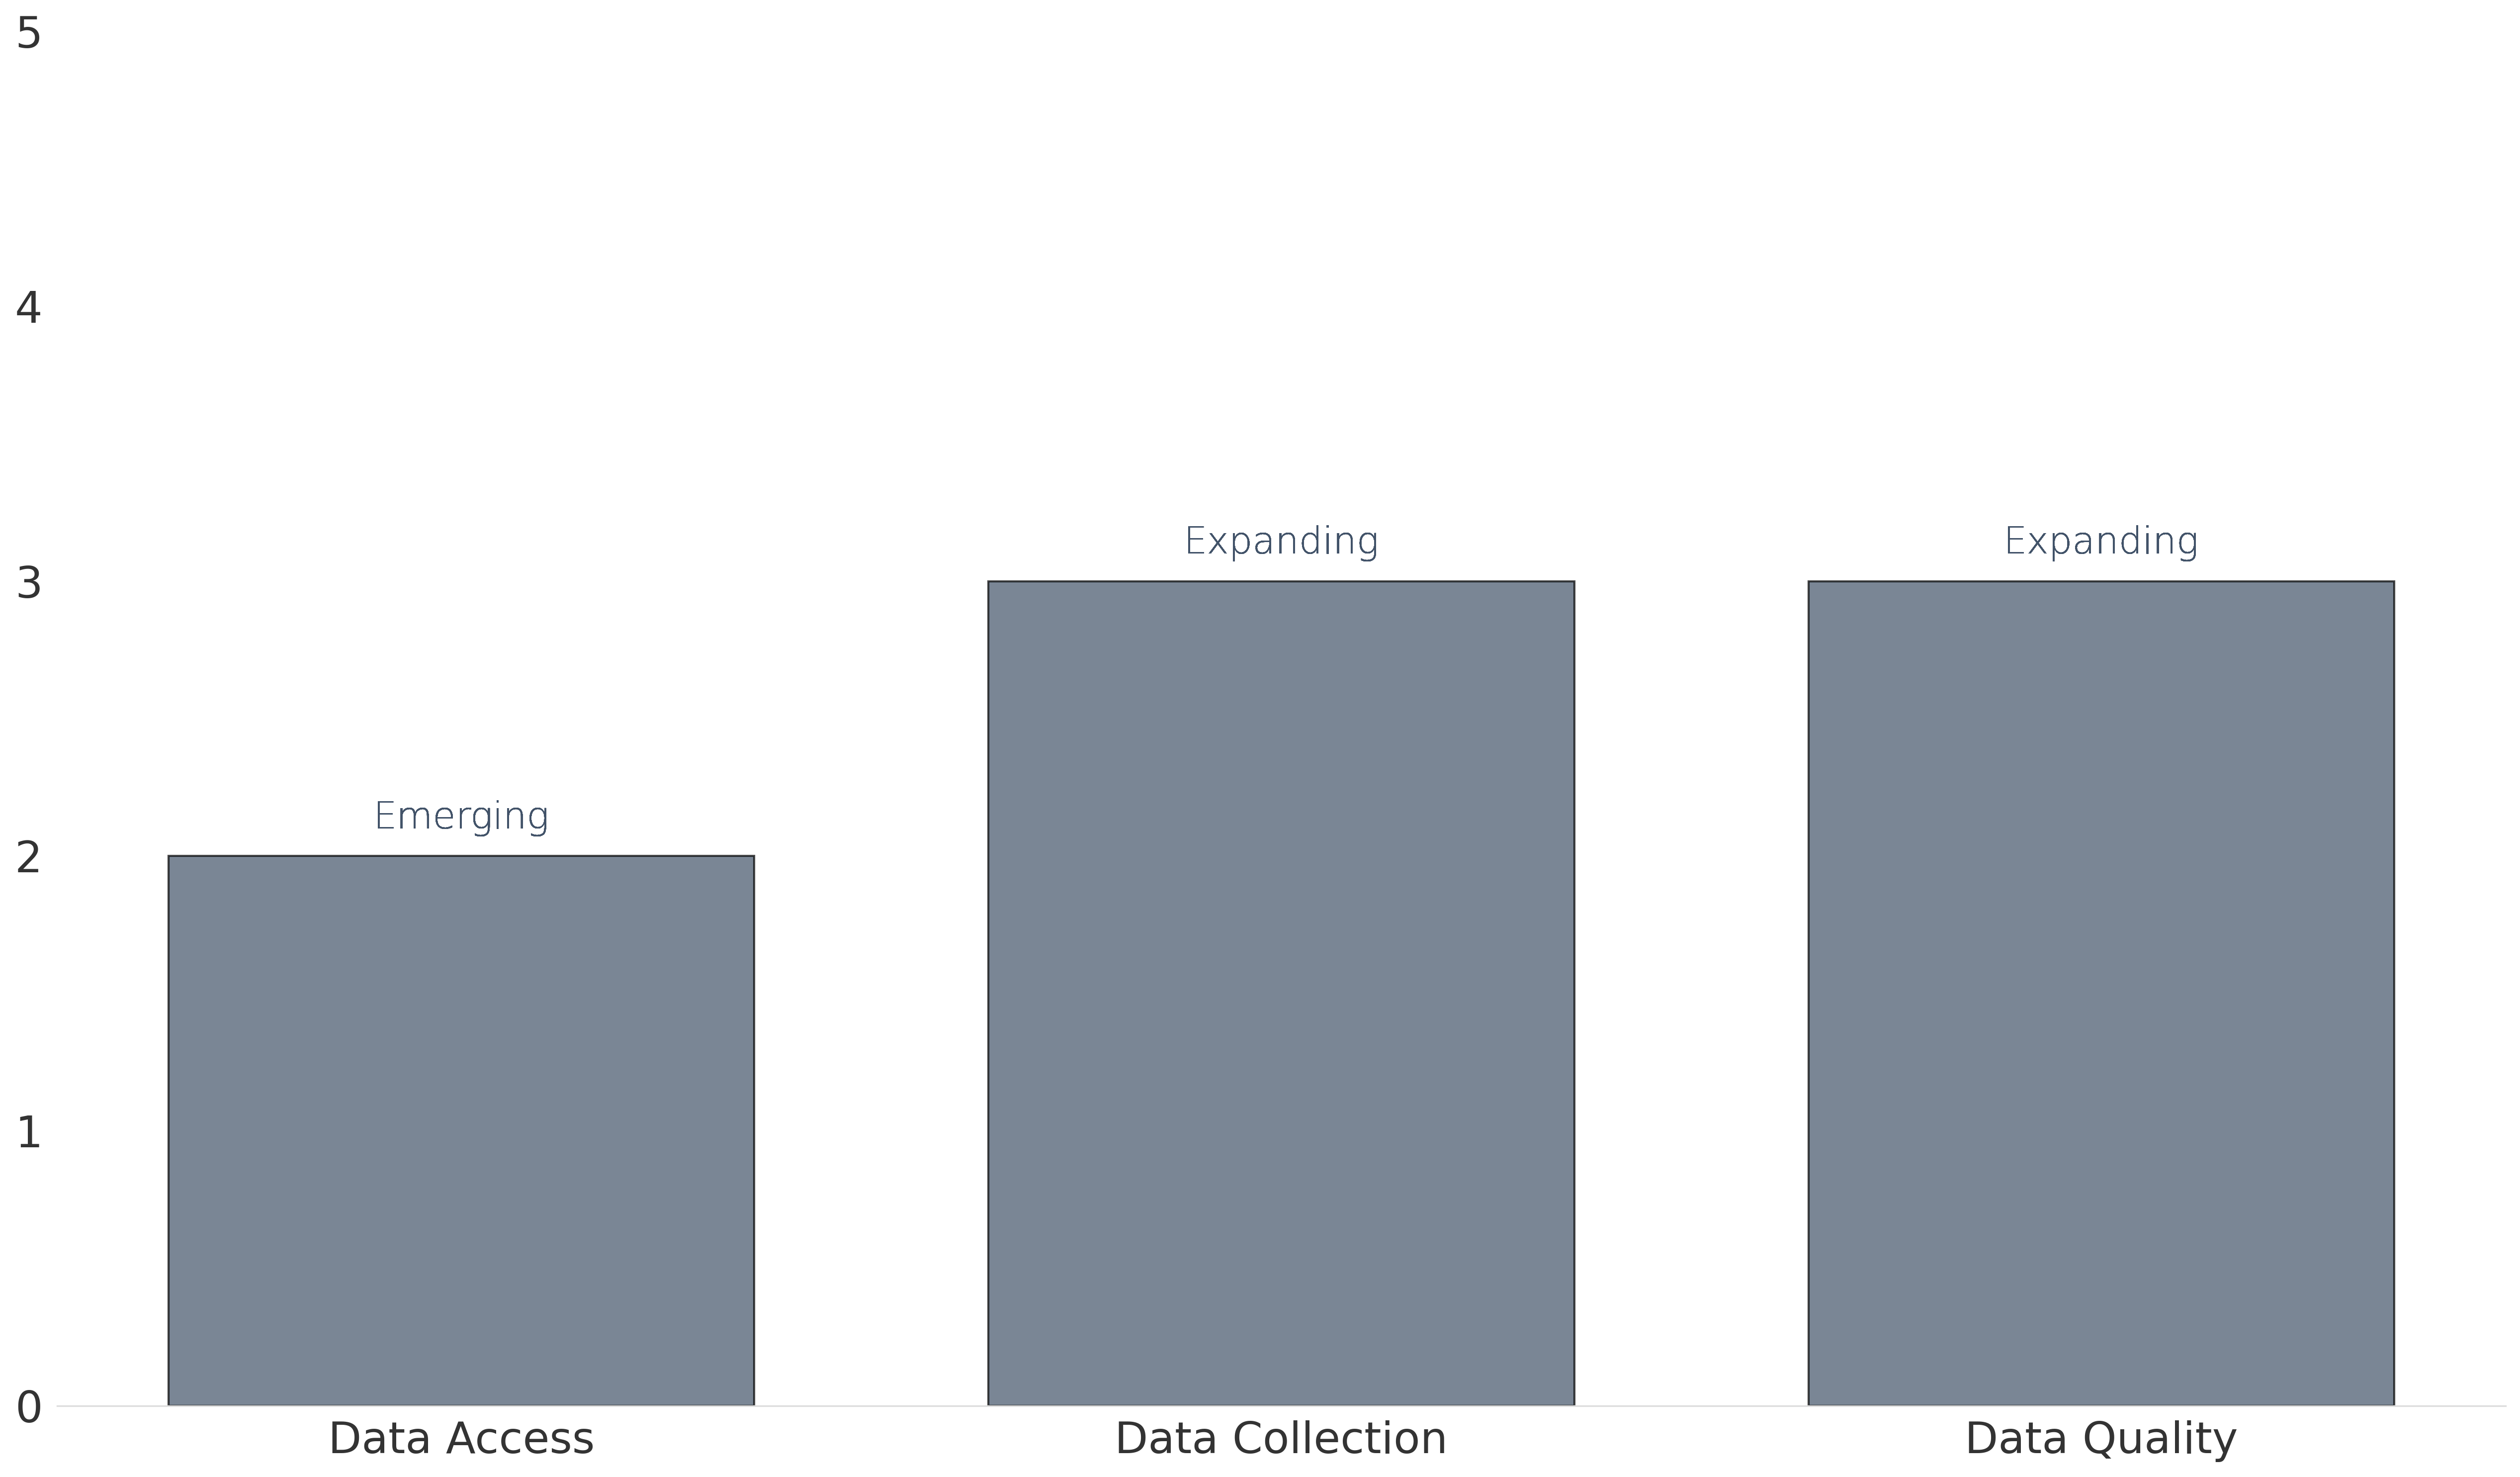 5
4
3
2
1
0
Expanding
Expanding
Emerging
Data Access
Data Collection
Data Quality